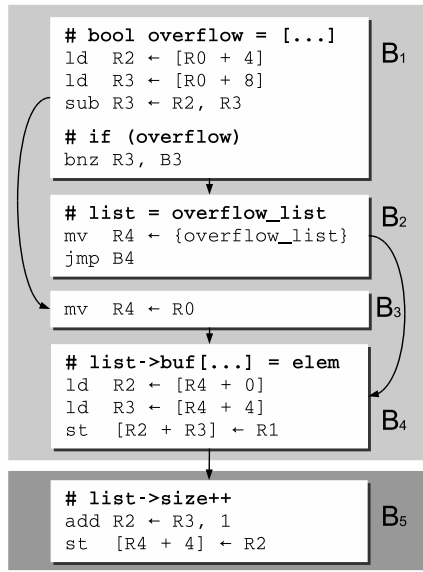 # bool overflow = [...]
ld R2 ← [R0 + 4]
ld R3 ← [R0 + 8]
sub R3 ← R2, R3
# if (overflow)
bnz R3, B3
B1
# list = overflow_list
mv R4 ← {overflow_list}
jmp B4
B2
mv R4 ← R0
B3
# list->buf[...] = elem
ld R2 ← [R4 + 0]
ld R3 ← [R4 + 4]
st [R2 + R3] ← R1
B4
# list->size++
add R2 ← R3, 1
st [R4 + 4] ← R2
B5